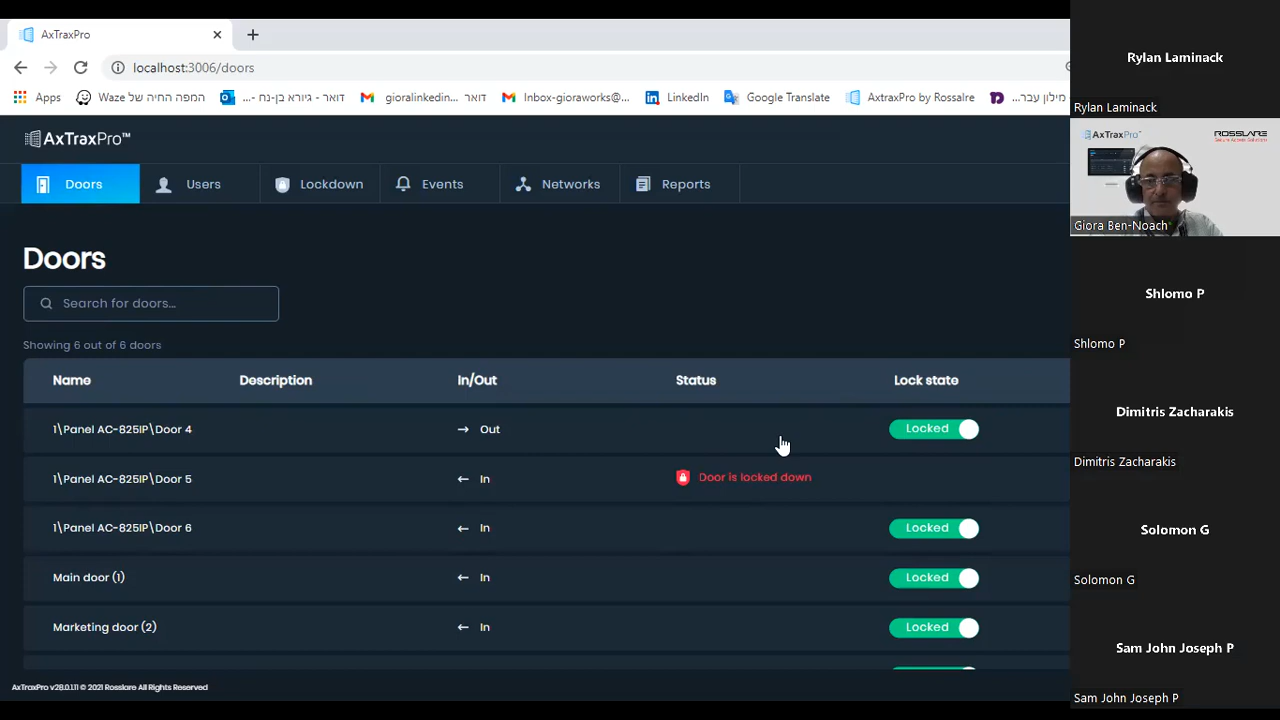 AxTraxPro
localhost:3006/doors
Apps
המפה החיה של Waze
דואר - גיורא בן-נח -...
דואר gioralinkedin...
Inbox-gioraworks@...
LinkedIn
Google Translate
AxtraxPro by Rossalre
מילון עבר...
AxTraxPro™
Doors
Users
Lockdown
Events
Networks
Reports
Doors
Search for doors...
Showing 6 out of 6 doors
Name Description In/Out Status Lock state
1\Panel AC-825IP\Door 4 → Out Locked
1\Panel AC-825IP\Door 5 ← In Door is locked down
1\Panel AC-825IP\Door 6 ← In Locked
Main door (1) ← In Locked
Marketing door (2) ← In Locked
AxTraxPro v28.0.1.11 © 2021 Rosslare All Rights Reserved
Rylan Laminack
Rylan Laminack
AxTraxPro™
ROSSLARE
Giora Ben-Noach
Shlomo P
Shlomo P
Dimitris Zacharakis
Dimitris Zacharakis
Solomon G
Solomon G
Sam John Joseph P
Sam John Joseph P